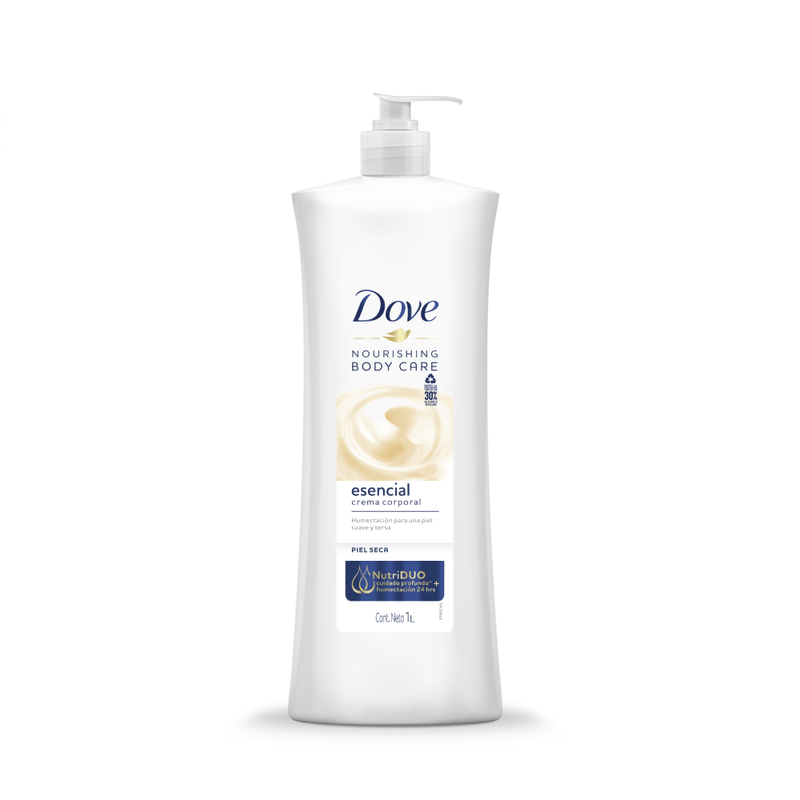 Dove
NOURISHING
BODY CARE
30%
esencial
crema corporal
Humectación para una piel
suave y tersa
PIEL SECA
NutriDUO
cuidado profundo** +
humectación 24 hrs
Cont. Neto 1L.